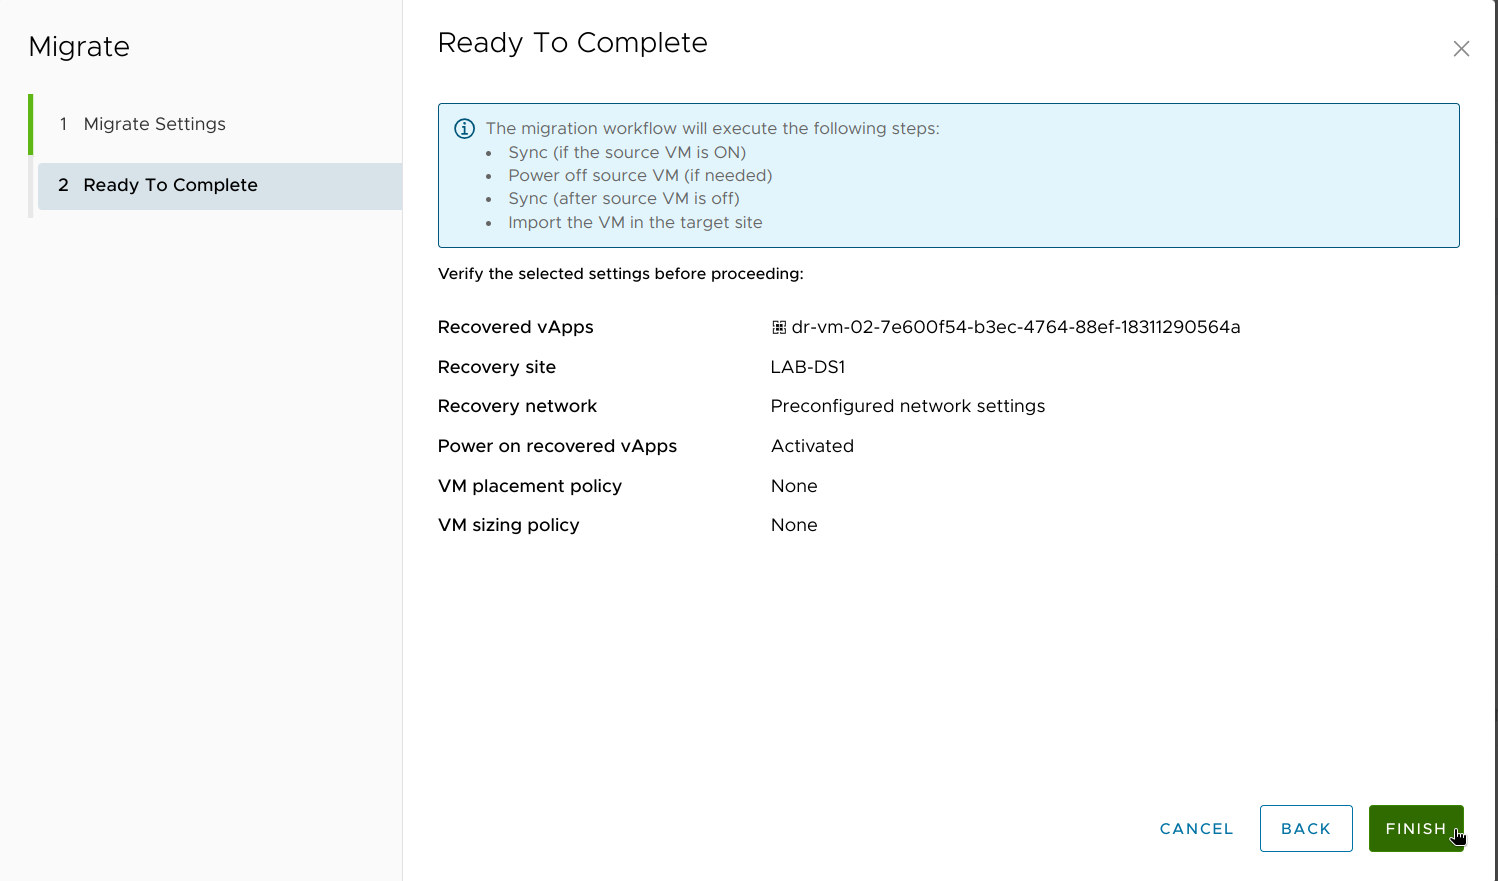 Migrate
1 Migrate Settings
2 Ready To Complete
Ready To Complete
The migration workflow will execute the following steps:
• Sync (if the source VM is ON)
• Power off source VM (if needed)
• Sync (after source VM is off)
• Import the VM in the target site
Verify the selected settings before proceeding:
Recovered vApps dr-vm-02-7e600f54-b3ec-4764-88ef-18311290564a
Recovery site LAB-DS1
Recovery network Preconfigured network settings
Power on recovered vApps Activated
VM placement policy None
VM sizing policy None
CANCEL BACK FINISH